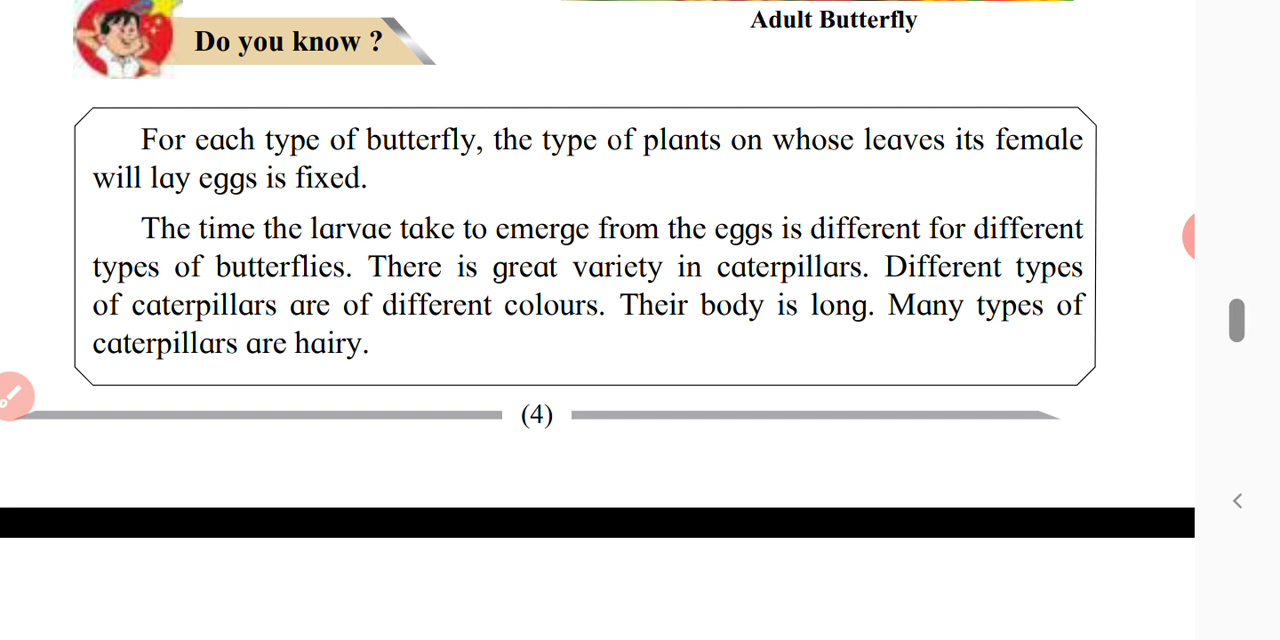 Adult Butterfly
Do you know ?
For each type of butterfly, the type of plants on whose leaves its female
will lay eggs is fixed.
The time the larvae take to emerge from the eggs is different for different
types of butterflies. There is great variety in caterpillars. Different types
of caterpillars are of different colours. Their body is long. Many types of
caterpillars are hairy.
(4)